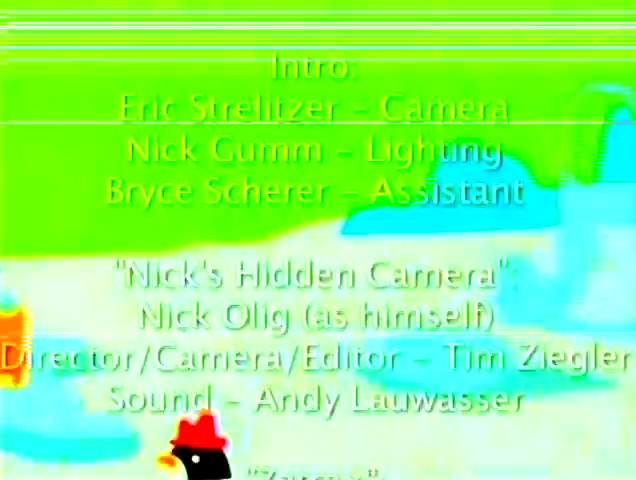 Intro:
Eric Strelitzer - Camera
Nick Gumm - Lighting
Bryce Scherer - Assistant
"Nick's Hidden Camera":
Nick Olig (as himself)
Director/Camera/Editor - Tim Ziegler
Sound - Andy Lauwasser